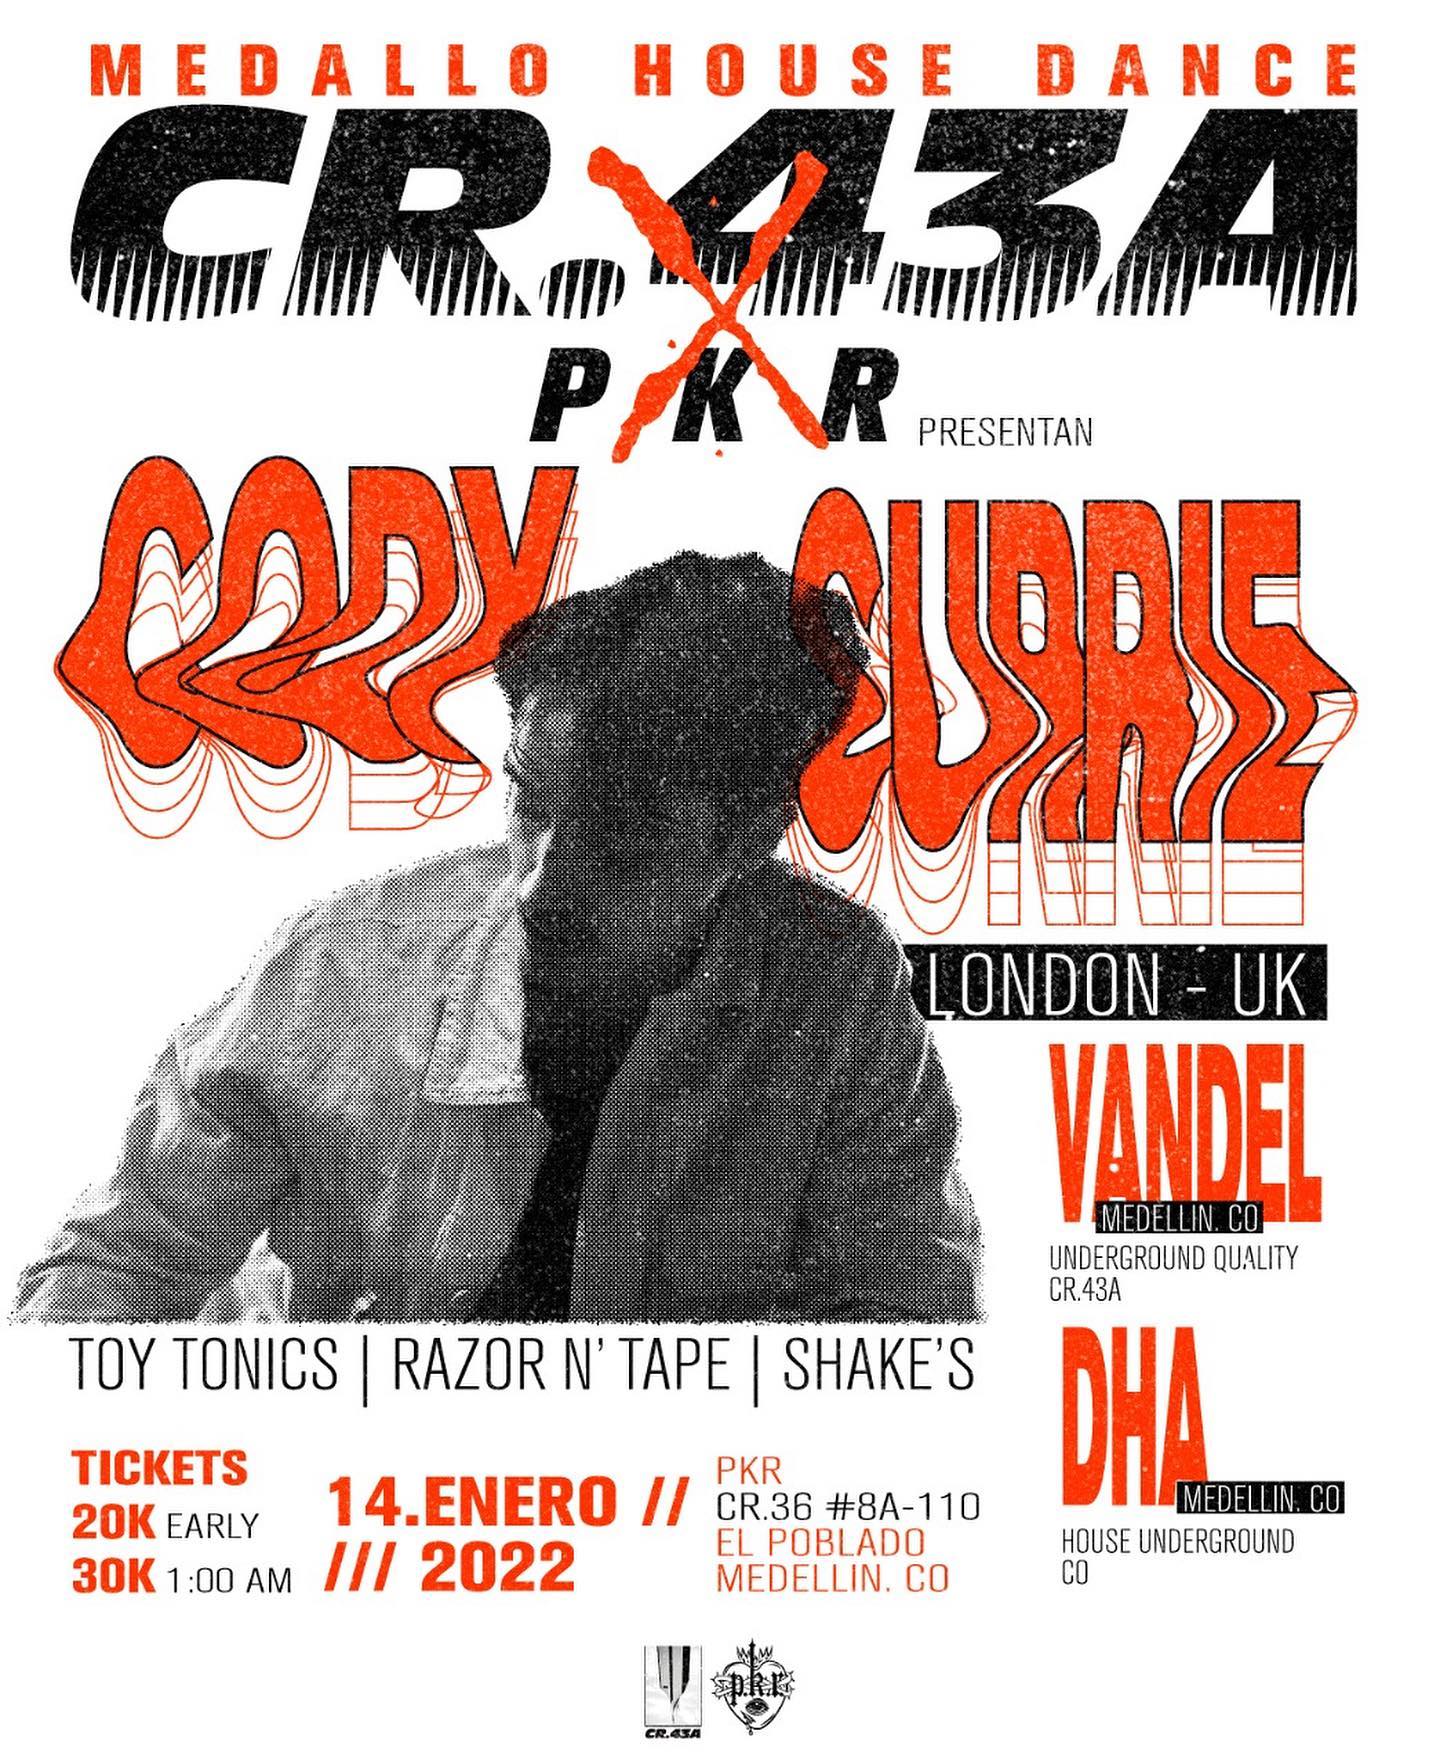 MEDALLO HOUSE DANCE
CR.43A
X
PKR PRESENTAN
CODY CURRIE
LONDON - UK
VANDEL
MEDELLIN. CO
UNDERGROUND QUALITY
CR.43A
DHA
MEDELLIN. CO
HOUSE UNDERGROUND
CO
TOY TONICS | RAZOR N' TAPE | SHAKE'S
TICKETS
20K EARLY
30K 1:00 AM
14.ENERO //
/// 2022
PKR
CR.36 #8A-110
EL POBLADO
MEDELLIN. CO
CR.43A
p.k.r.